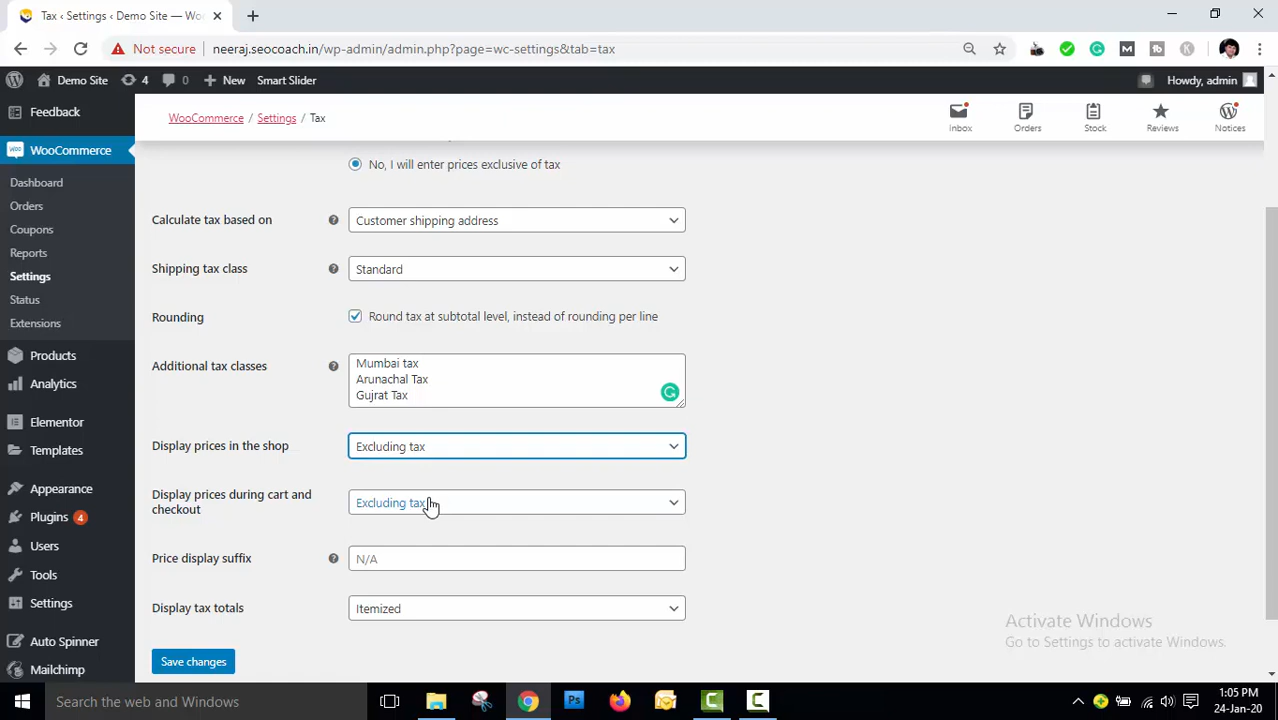 Tax ‹ Settings ‹ Demo Site — Wo
Not secure
neeraj.seocoach.in/wp-admin/admin.php?page=wc-settings&tab=tax
Demo Site
4
0
New
Smart Slider
Howdy, admin
Feedback
WooCommerce / Settings / Tax
Inbox
Orders
Stock
Reviews
Notices
WooCommerce
No, I will enter prices exclusive of tax
Dashboard
Orders
Calculate tax based on
Customer shipping address
Coupons
Reports
Shipping tax class
Standard
Settings
Status
Rounding
Round tax at subtotal level, instead of rounding per line
Extensions
Products
Additional tax classes
Mumbai tax
Arunachal Tax
Gujrat Tax
Analytics
Elementor
Display prices in the shop
Excluding tax
Templates
Appearance
Display prices during cart and
checkout
Excluding tax
Plugins 4
Users
Price display suffix
N/A
Tools
Settings
Display tax totals
Itemized
Activate Windows
Go to Settings to activate Windows.
Auto Spinner
Mailchimp
Save changes
Search the web and Windows
1:05 PM
24-Jan-20